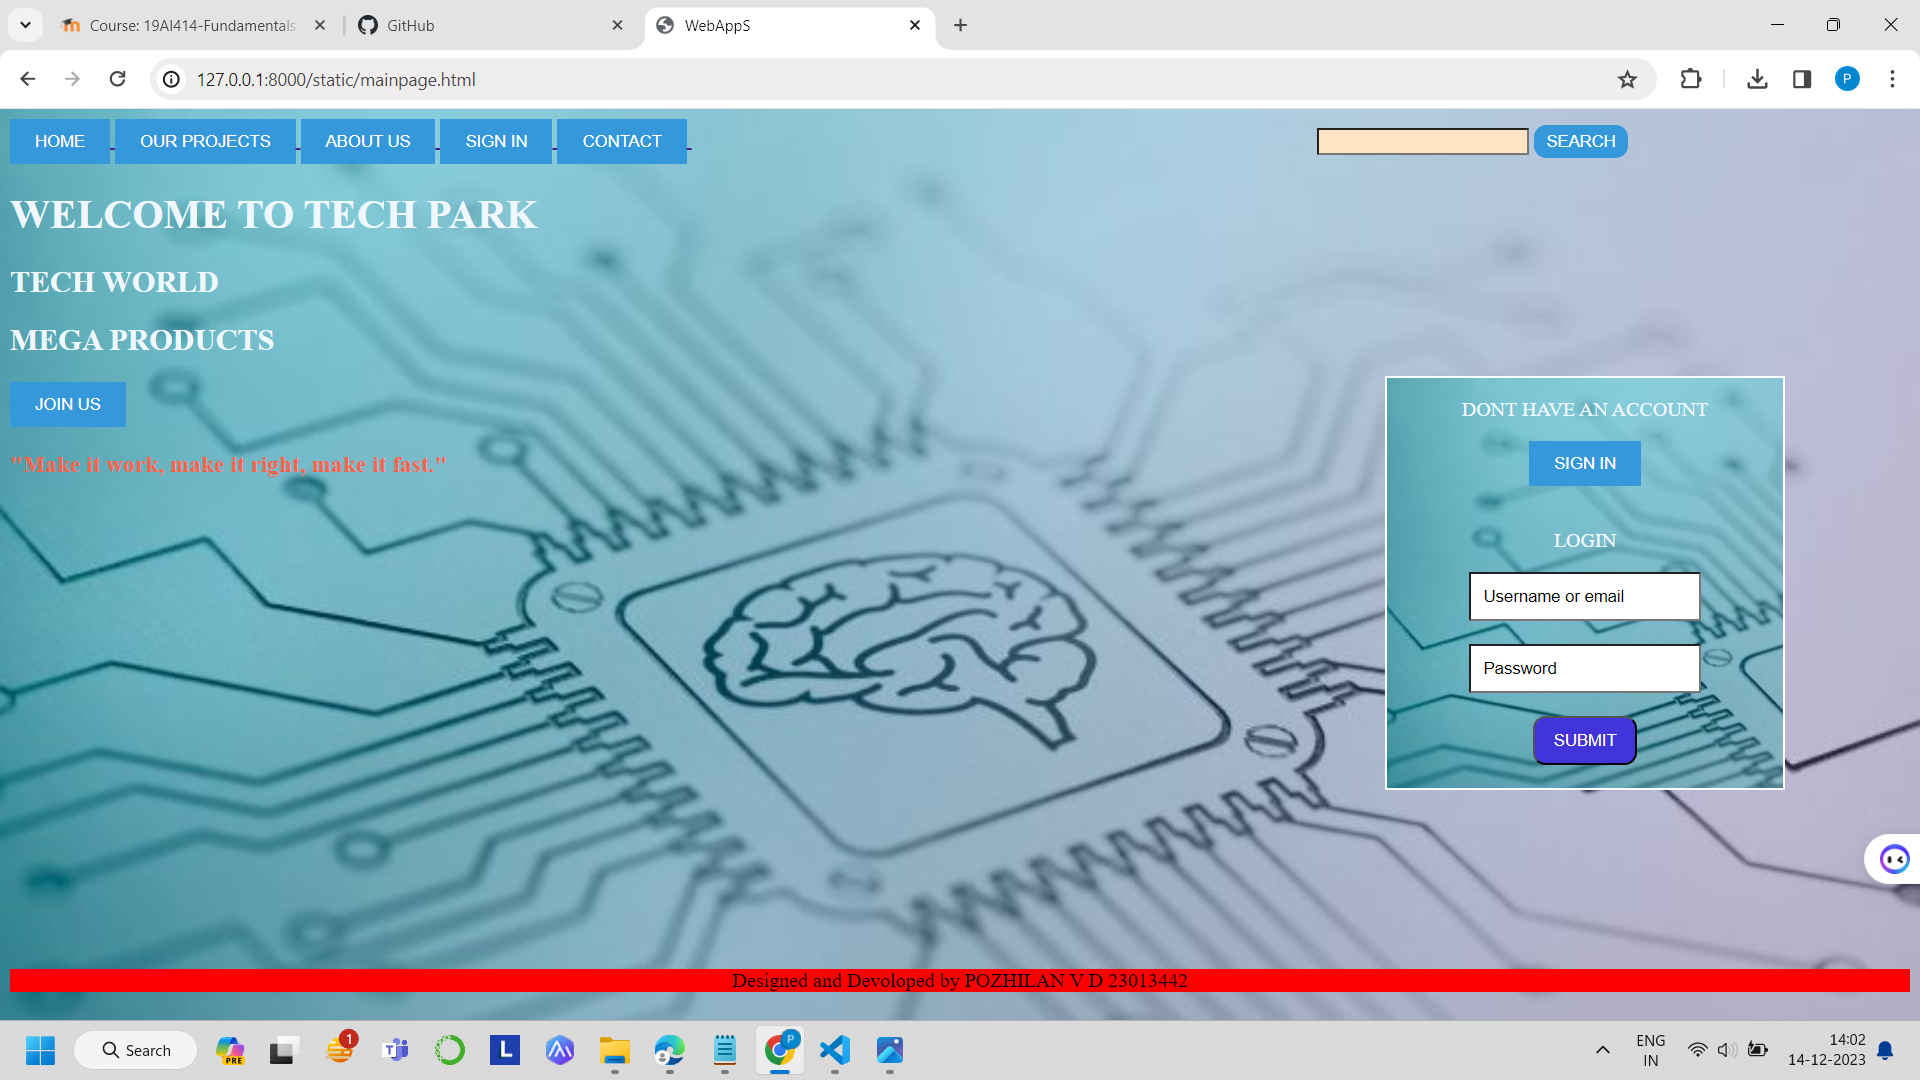 Course: 19AI414-Fundamentals
GitHub
WebAppS
127.0.0.1:8000/static/mainpage.html
P
HOME
OUR PROJECTS
ABOUT US
SIGN IN
CONTACT
SEARCH
WELCOME TO TECH PARK
TECH WORLD
MEGA PRODUCTS
JOIN US
"Make it work, make it right, make it fast."
DONT HAVE AN ACCOUNT
SIGN IN
LOGIN
Username or email
Password
SUBMIT
Designed and Devoloped by POZHILAN V D 23013442
Search
PRE
1
T
L
P
ENG
IN
14:02
14-12-2023